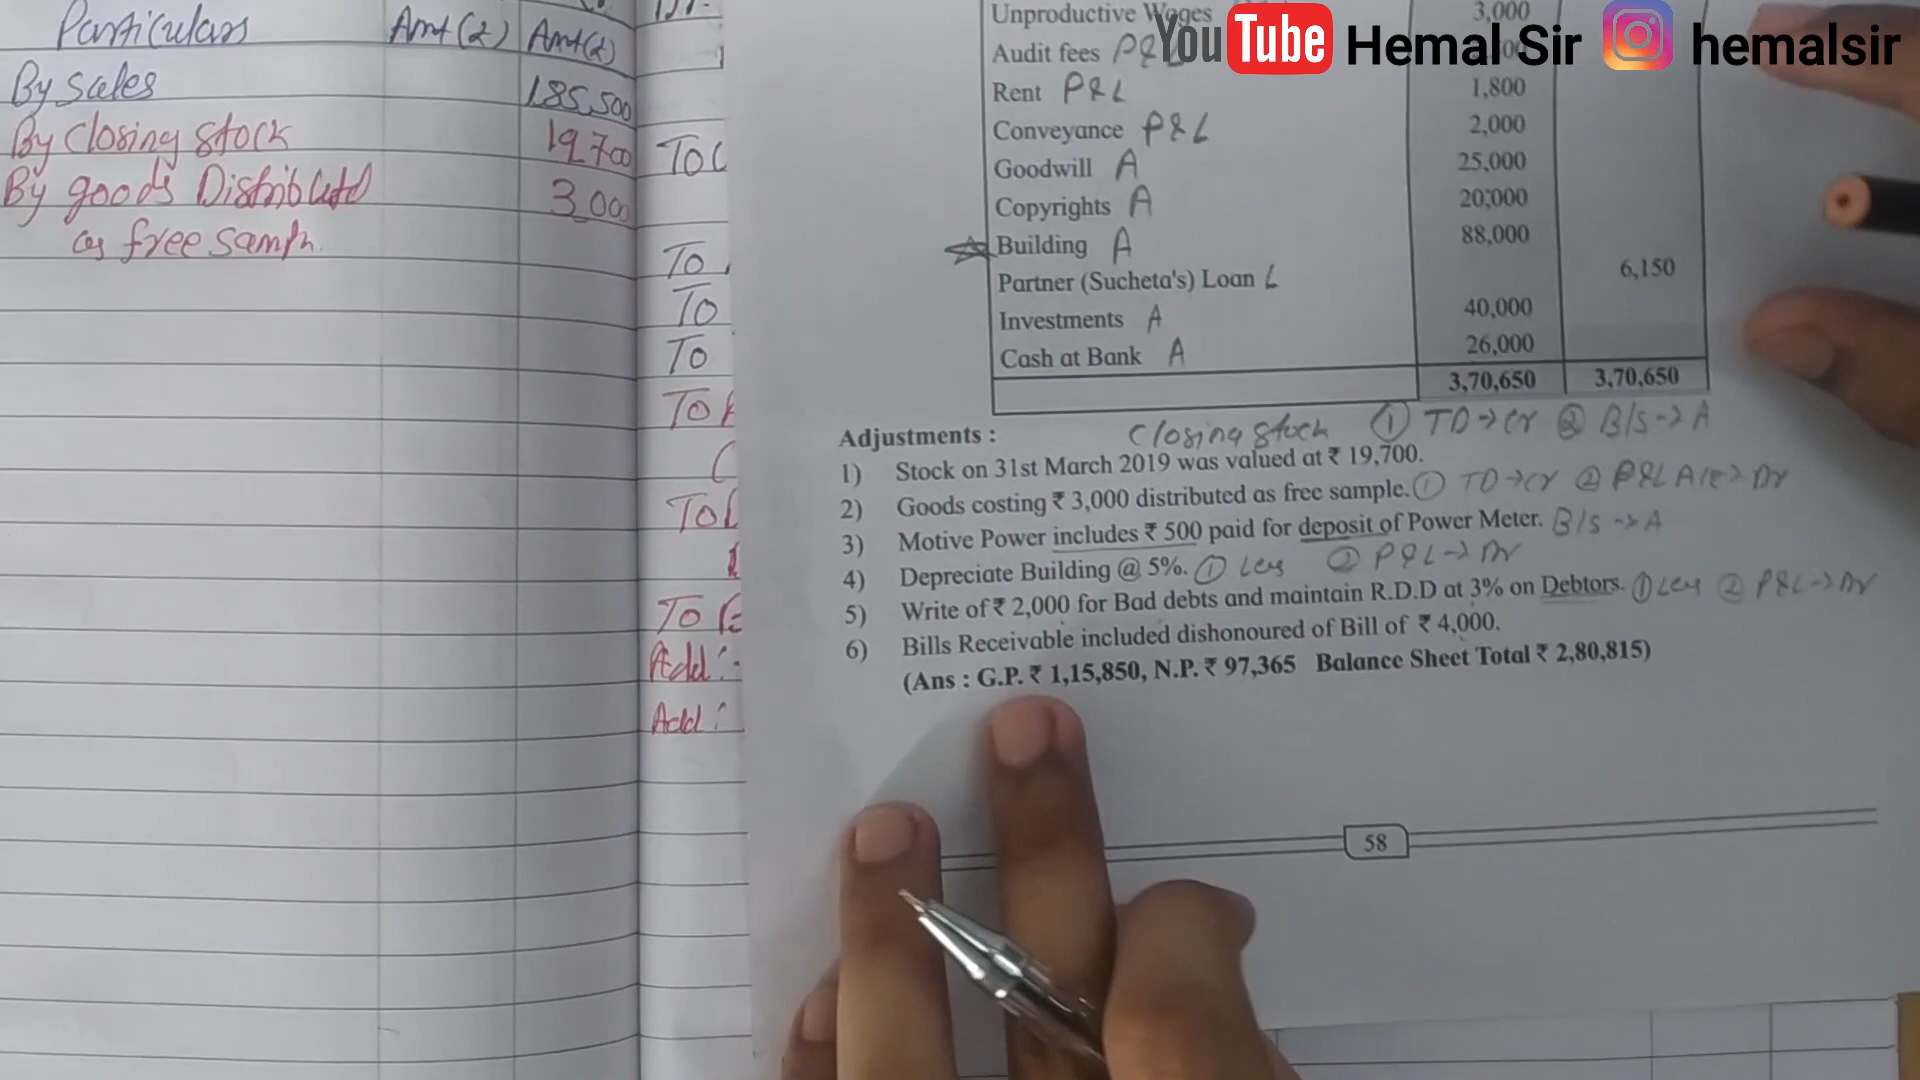 Particulars Amt(₹) Amt(₹)
By Sales 185,500
By Closing Stock 19,700
By goods Distributed 3,000
as free sample.
To
To
To
To
To
To
To
Add :-
Add :
Unproductive Wages 3,000
Audit fees P&L
Rent P&L 1,800
Conveyance P&L 2,000
Goodwill A 25,000
Copyrights A 20,000
Building A 88,000
Partner (Sucheta's) Loan L 6,150
Investments A 40,000
Cash at Bank A 26,000
3,70,650 3,70,650
YouTube Hemal Sir hemalsir
Adjustments : Closing stock ① TD→Cr ② B/S→A
1) Stock on 31st March 2019 was valued at ₹ 19,700.
2) Goods costing ₹ 3,000 distributed as free sample. ① TD→Cr ② P&L A/c→Dr
3) Motive Power includes ₹ 500 paid for deposit of Power Meter. B/S→A
4) Depreciate Building @ 5%. ① Less ② P&L→Dr
5) Write of ₹ 2,000 for Bad debts and maintain R.D.D at 3% on Debtors. ① Less ② P&L→Dr
6) Bills Receivable included dishonoured of Bill of ₹ 4,000.
(Ans : G.P. ₹ 1,15,850, N.P. ₹ 97,365 Balance Sheet Total ₹ 2,80,815)
58